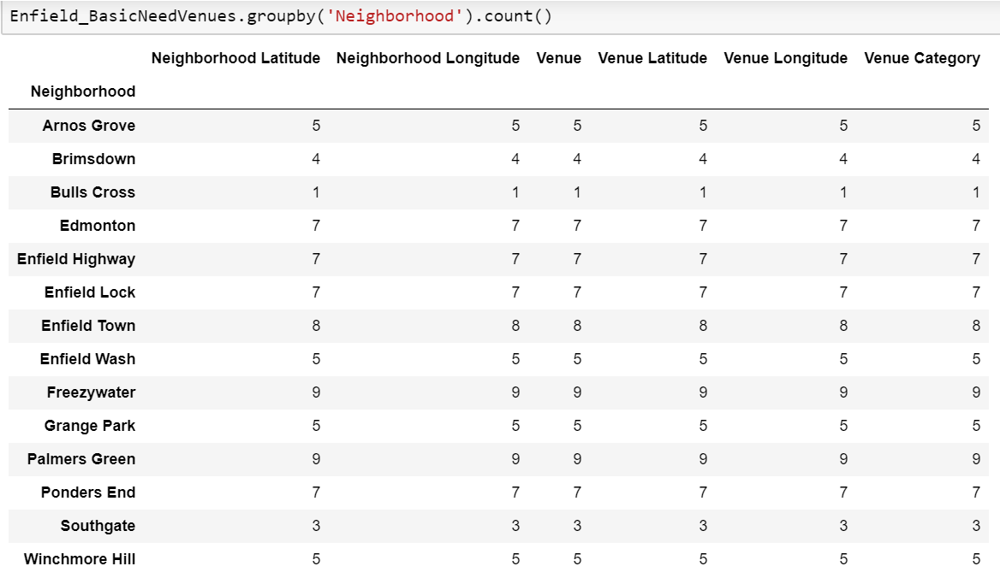 Enfield_BasicNeedVenues.groupby('Neighborhood').count()
Neighborhood Latitude Neighborhood Longitude Venue Venue Latitude Venue Longitude Venue Category
Neighborhood
Arnos Grove 5 5 5 5 5 5
Brimsdown 4 4 4 4 4 4
Bulls Cross 1 1 1 1 1 1
Edmonton 7 7 7 7 7 7
Enfield Highway 7 7 7 7 7 7
Enfield Lock 7 7 7 7 7 7
Enfield Town 8 8 8 8 8 8
Enfield Wash 5 5 5 5 5 5
Freezywater 9 9 9 9 9 9
Grange Park 5 5 5 5 5 5
Palmers Green 9 9 9 9 9 9
Ponders End 7 7 7 7 7 7
Southgate 3 3 3 3 3 3
Winchmore Hill 5 5 5 5 5 5